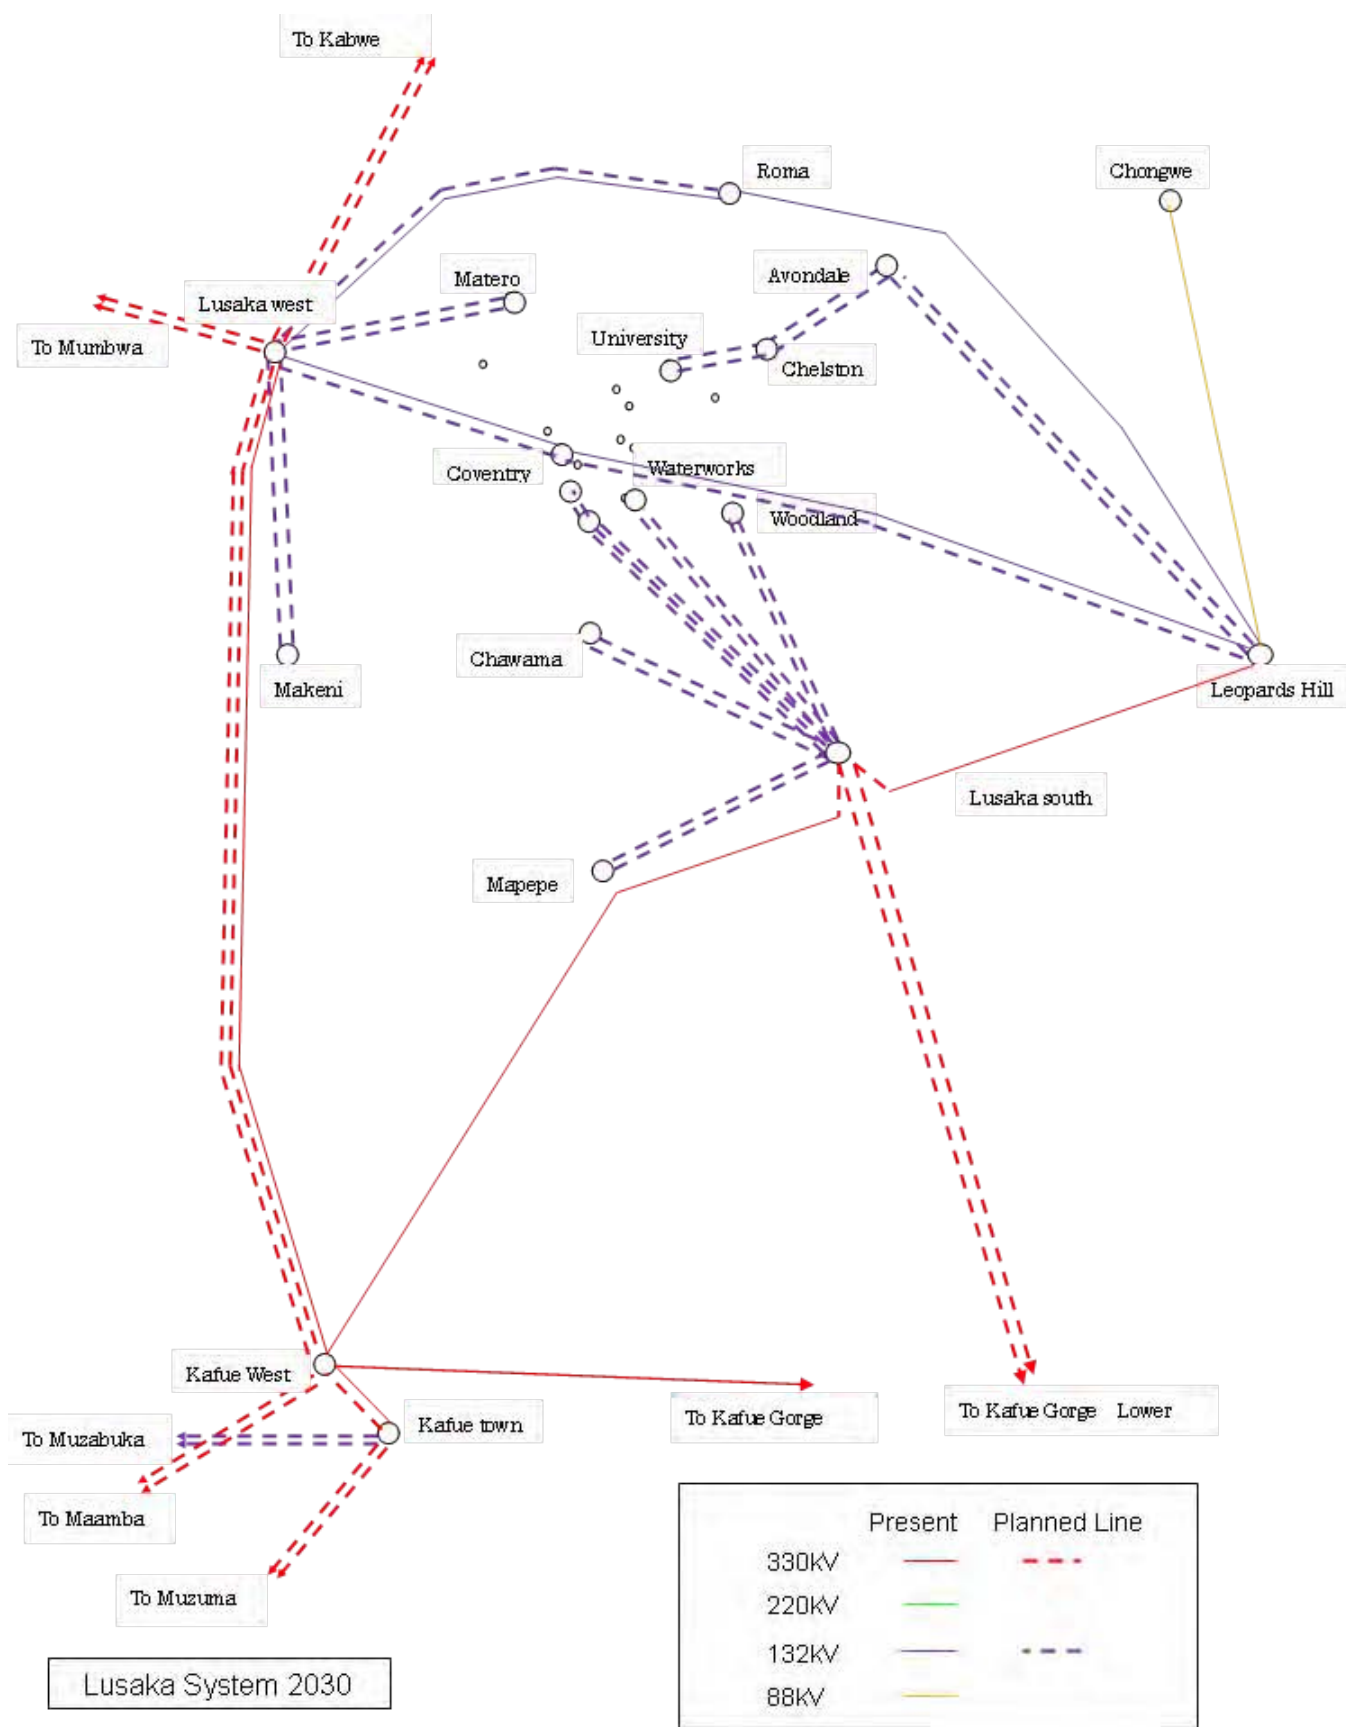 To Kabwe
Roma
Chongwe
Matero
Avondale
Lusaka west
University
To Mumbwa
Chelston
Coventry
Waterworks
Woodland
Chawama
Makeni
Leopards Hill
Lusaka south
Mapepe
Kafue West
To Kafue Gorge
To Kafue Gorge Lower
Kafue town
To Muzabuka
To Maamba
To Muzuma
Present Planned Line
330kV
220kV
132kV
88kV
Lusaka System 2030